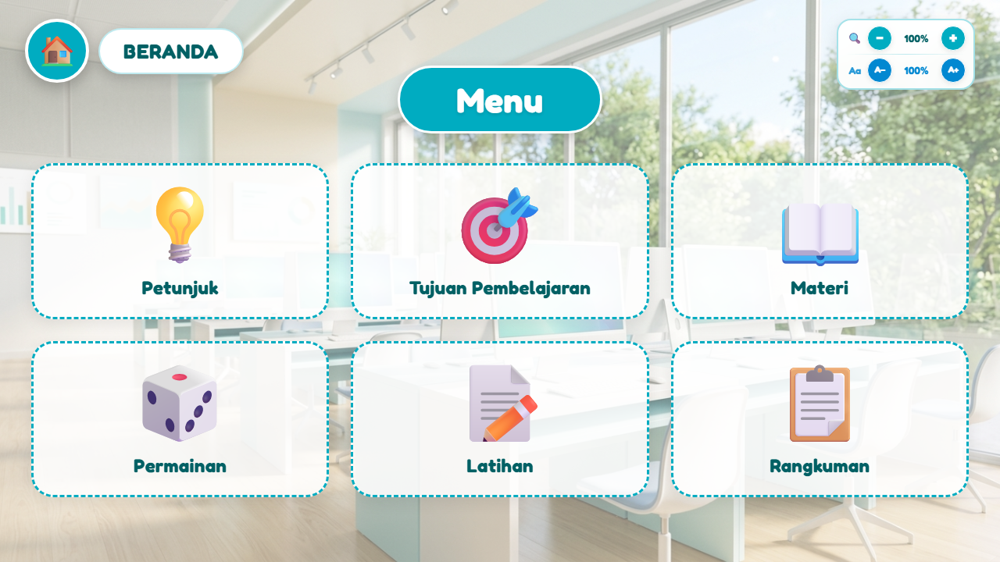 BERANDA
100%
Aa A− 100% A+
Menu
Petunjuk
Tujuan Pembelajaran
Materi
Permainan
Latihan
Rangkuman